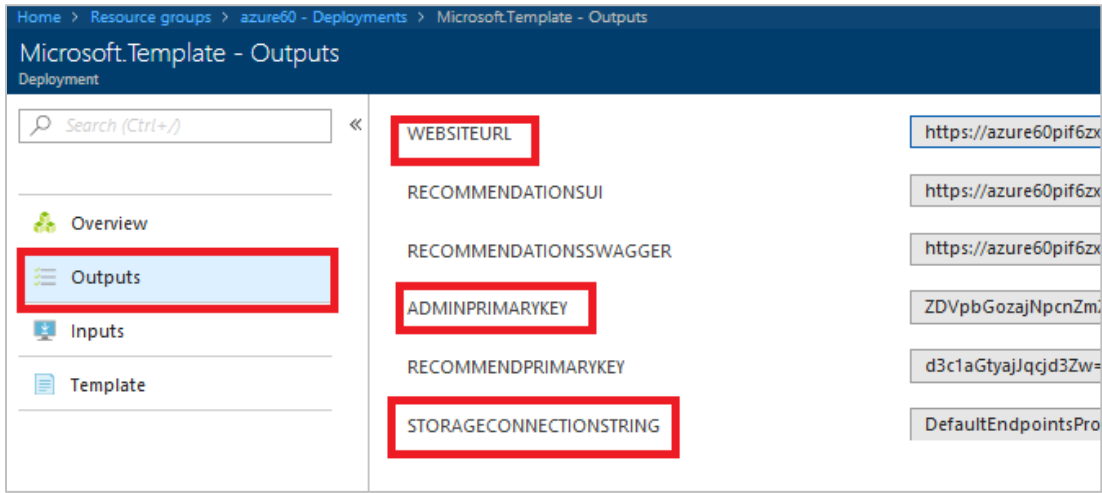 Home > Resource groups > azure60 - Deployments > Microsoft.Template - Outputs
Microsoft.Template - Outputs
Deployment
Search (Ctrl+/)
«
Overview
Outputs
Inputs
Template
WEBSITEURL https://azure60pif6zx
RECOMMENDATIONSUI https://azure60pif6zx
RECOMMENDATIONSSWAGGER https://azure60pif6zx
ADMINPRIMARYKEY ZDVpbGozajNpcnZm
RECOMMENDPRIMARYKEY d3c1aGtyajJqcjd3Zw=
STORAGECONNECTIONSTRING DefaultEndpointsPro